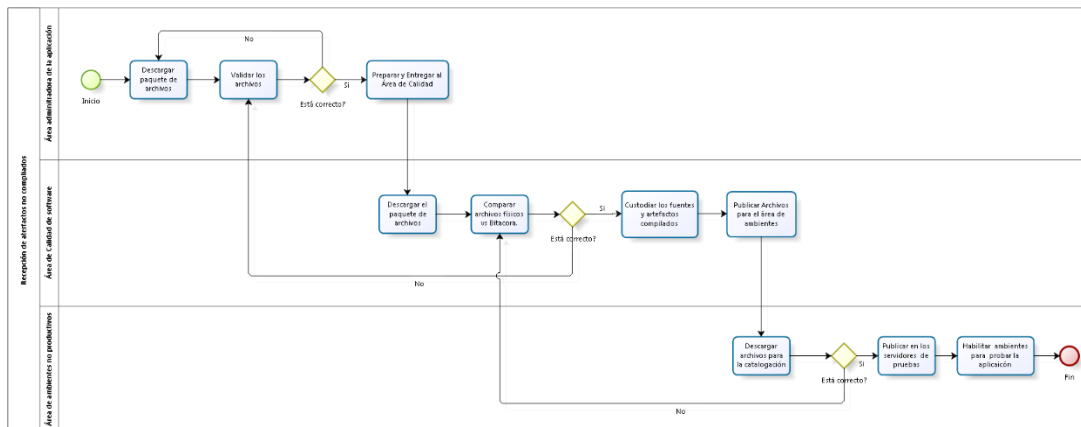 Recepción de atefactos no compilados
Área adminitradora de la aplicación
No
Inicio
Descargar
paquete de
archivos
Validar los
archivos
Está correcto?
Si
Preparar y Entregar al
Área de Calidad
Área de Calidad de software
Descargar el
paquete de
archivos
Comparar
archivos físicos
vs Bitacora.
Está correcto?
Si
No
Custodiar los fuentes
y artefactos
compilados
Publicar Archivos
para el área de
ambientes
Área de ambientes no productivos
Descargar
archivos para
la catalogación
Está correcto?
Si
No
Publicar en los
servidores de
pruebas
Habilitar ambientes
para probar la
aplicaicón
Fin